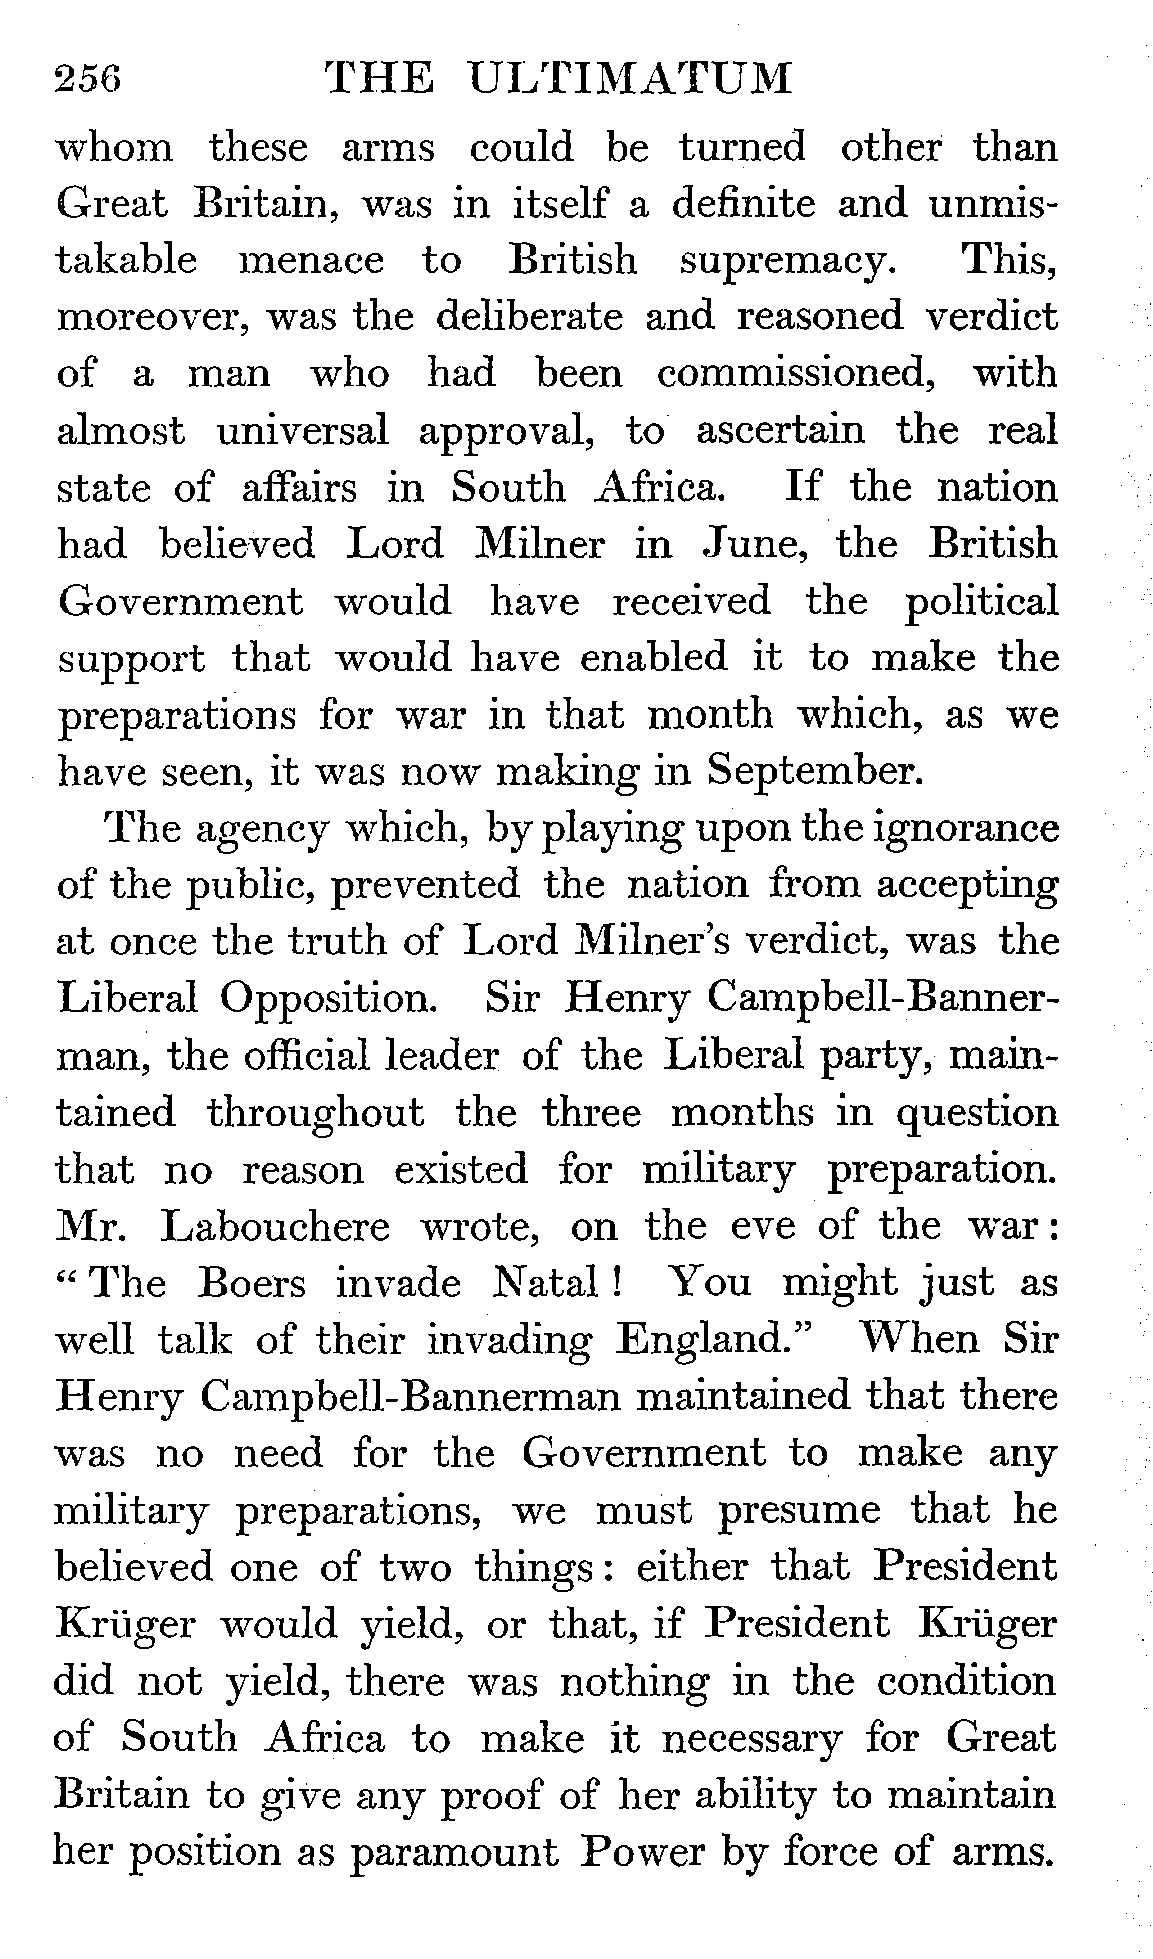 256 THE ULTIMATUM
whom these arms could be turned other than
Great Britain, was in itself a definite and unmis-
takable menace to British supremacy. This,
moreover, was the deliberate and reasoned verdict
of a man who had been commissioned, with
almost universal approval, to ascertain the real
state of affairs in South Africa. If the nation
had believed Lord Milner in June, the British
Government would have received the political
support that would have enabled it to make the
preparations for war in that month which, as we
have seen, it was now making in September.
The agency which, by playing upon the ignorance
of the public, prevented the nation from accepting
at once the truth of Lord Milner's verdict, was the
Liberal Opposition. Sir Henry Campbell-Banner-
man, the official leader of the Liberal party, main-
tained throughout the three months in question
that no reason existed for military preparation.
Mr. Labouchere wrote, on the eve of the war:
“The Boers invade Natal! You might just as
well talk of their invading England.” When Sir
Henry Campbell-Bannerman maintained that there
was no need for the Government to make any
military preparations, we must presume that he
believed one of two things: either that President
Krüger would yield, or that, if President Krüger
did not yield, there was nothing in the condition
of South Africa to make it necessary for Great
Britain to give any proof of her ability to maintain
her position as paramount Power by force of arms.